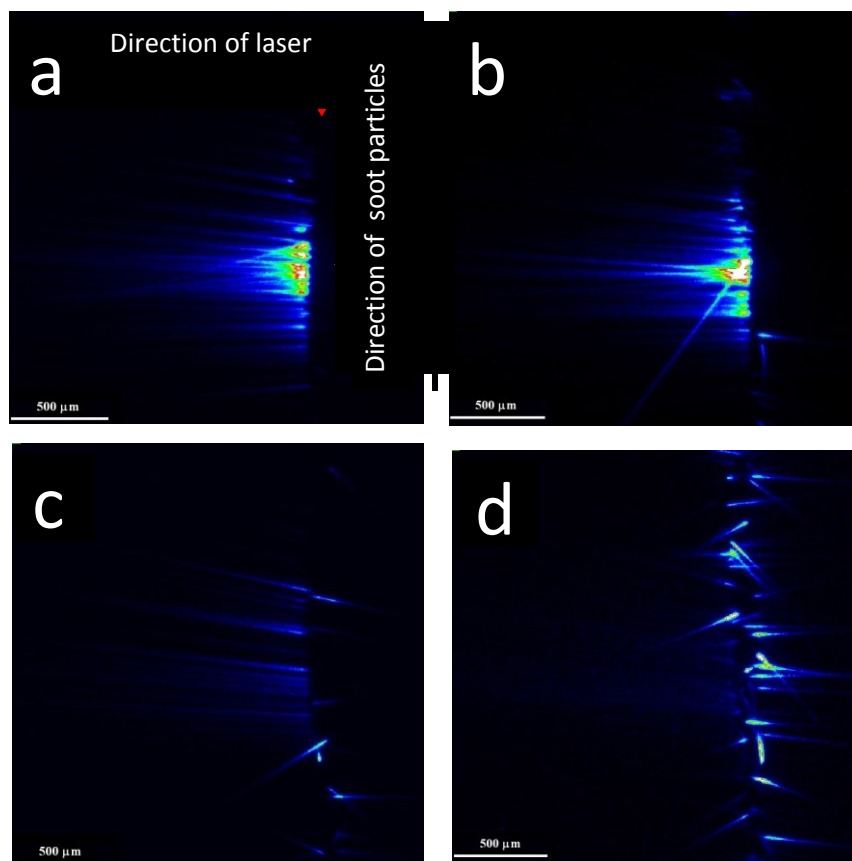 Direction of laser
a
Direction of soot particles
500 µm
b
500 µm
c
500 µm
d
500 µm